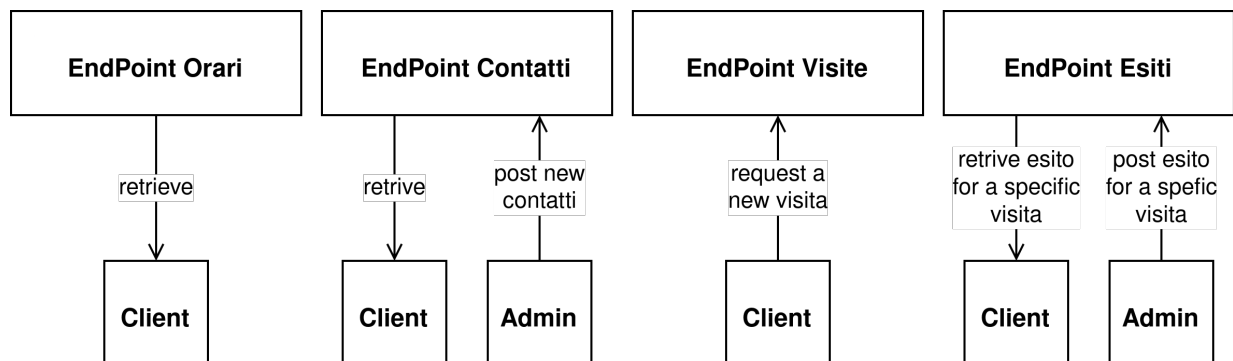 EndPoint Orari
EndPoint Contatti
EndPoint Visite
EndPoint Esiti
retrieve
retrive
post new
contatti
request a
new visita
retrive esito
for a specific
visita
post esito
for a spefic
visita
Client
Client
Admin
Client
Client
Admin